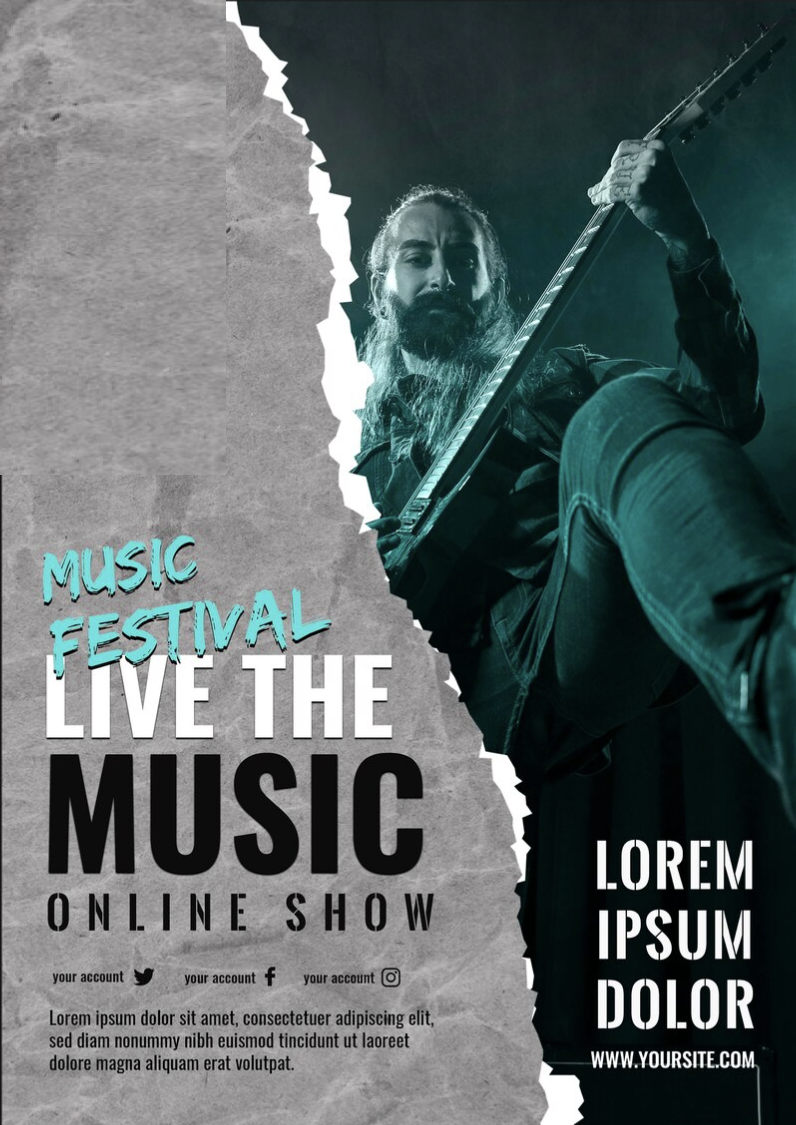 MUSIC
FESTIVAL
LIVE THE
MUSIC
ONLINE SHOW
your account your account your account
Lorem ipsum dolor sit amet, consectetuer adipiscing elit,
sed diam nonummy nibh euismod tincidunt ut laoreet
dolore magna aliquam erat volutpat.
LOREM
IPSUM
DOLOR
WWW.YOURSITE.COM